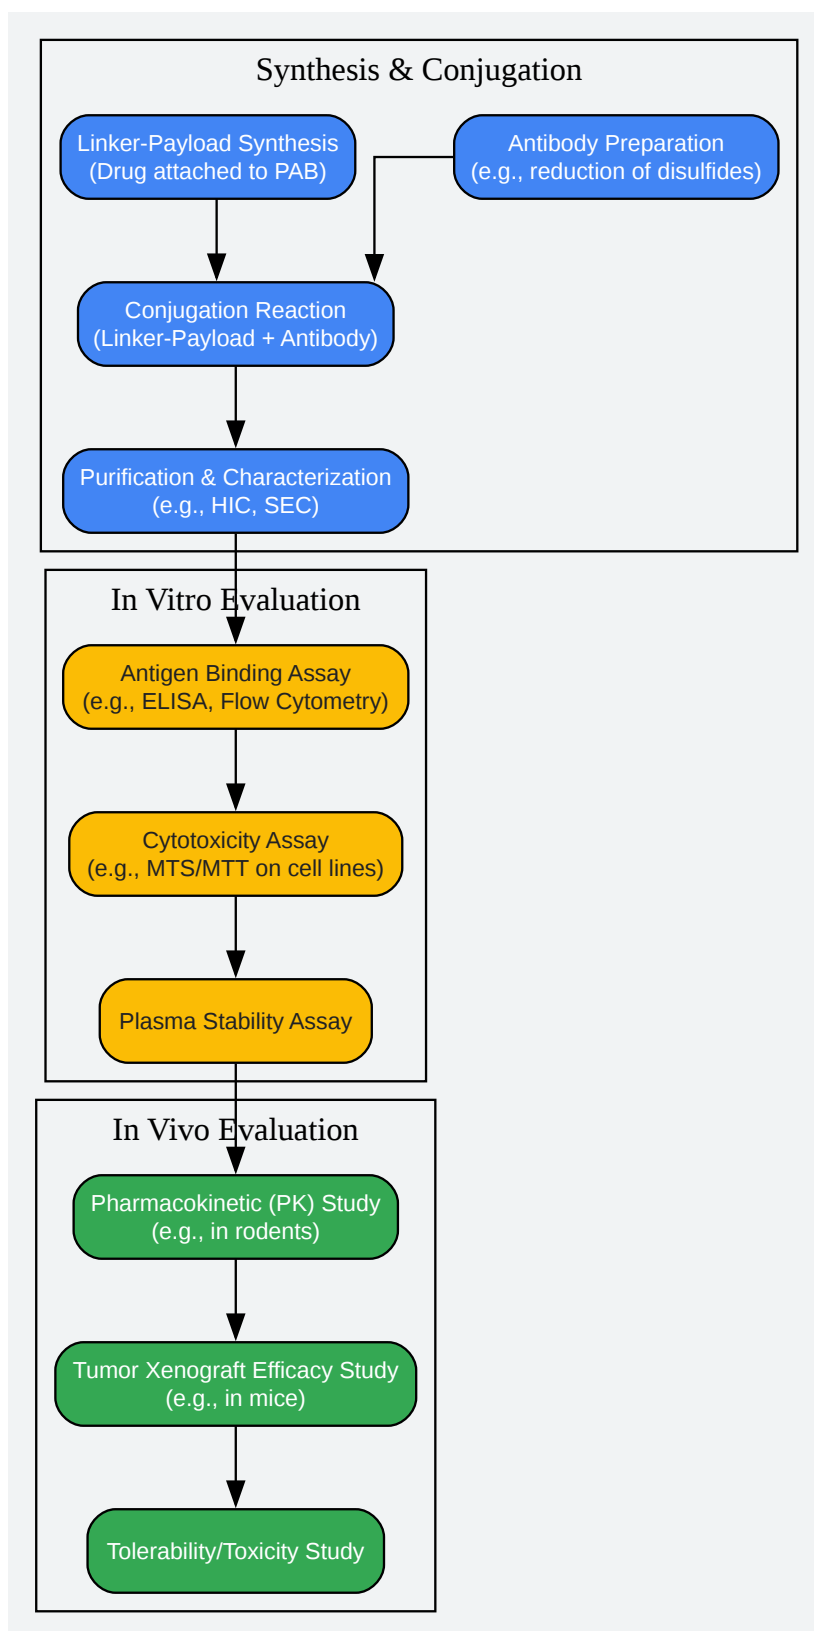 Synthesis & Conjugation
Linker-Payload Synthesis
(Drug attached to PAB)
Antibody Preparation
(e.g., reduction of disulfides)
Conjugation Reaction
(Linker-Payload + Antibody)
Purification & Characterization
(e.g., HIC, SEC)
In Vitro Evaluation
Antigen Binding Assay
(e.g., ELISA, Flow Cytometry)
Cytotoxicity Assay
(e.g., MTS/MTT on cell lines)
Plasma Stability Assay
In Vivo Evaluation
Pharmacokinetic (PK) Study
(e.g., in rodents)
Tumor Xenograft Efficacy Study
(e.g., in mice)
Tolerability/Toxicity Study